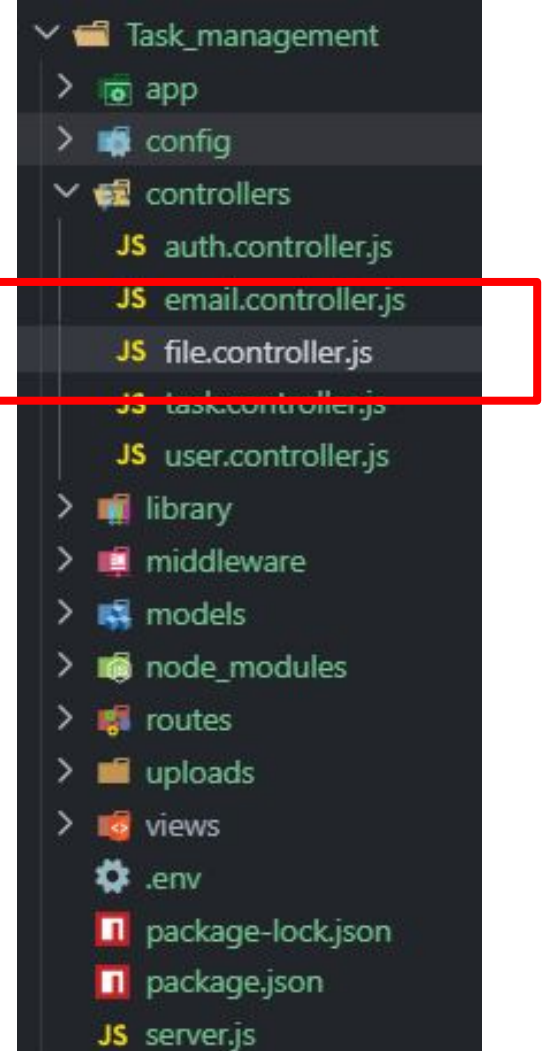 Task_management
app
config
controllers
JS auth.controller.js
JS email.controller.js
JS file.controller.js
JS task.controller.js
JS user.controller.js
library
middleware
models
node_modules
routes
uploads
views
.env
package-lock.json
package.json
JS server.js